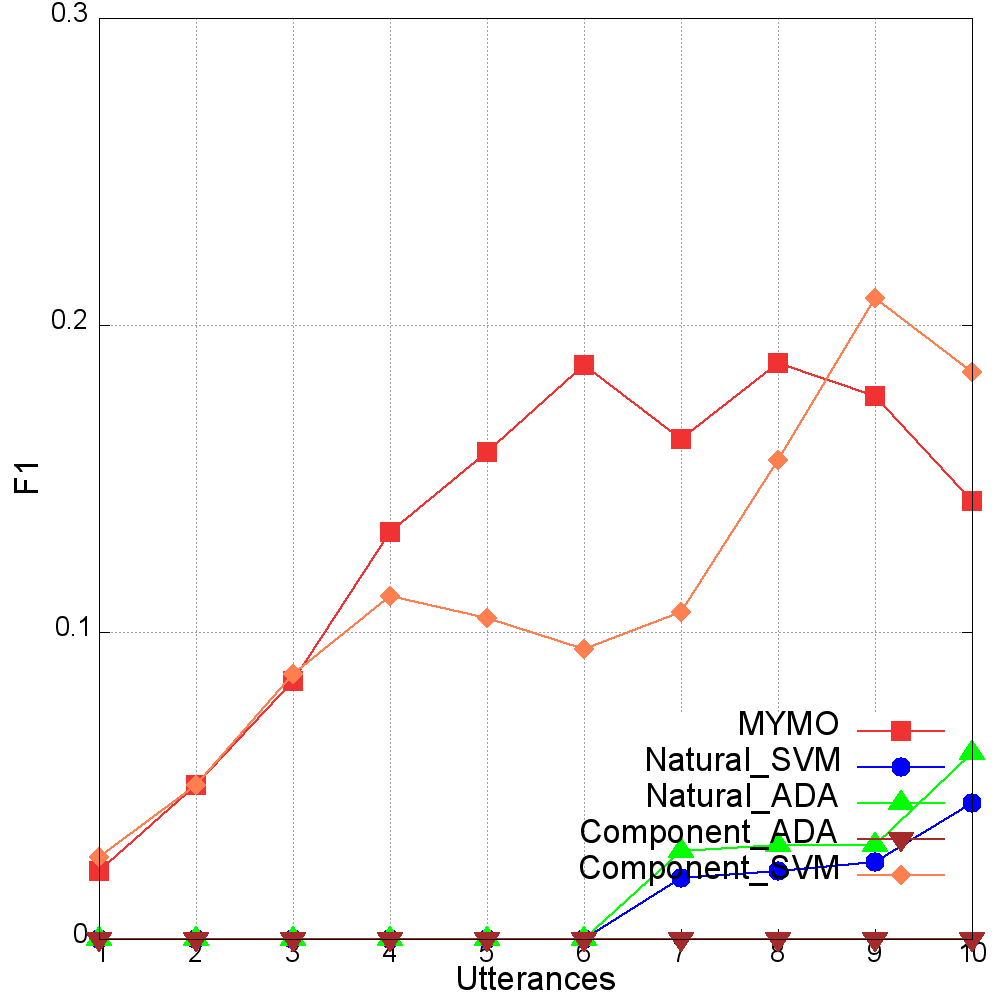 0.3
0.2
0.1
0
F1
MYMO
Natural_SVM
Natural_ADA
Component_ADA
Component_SVM
1 2 3 4 5 6 7 8 9 10
Utterances